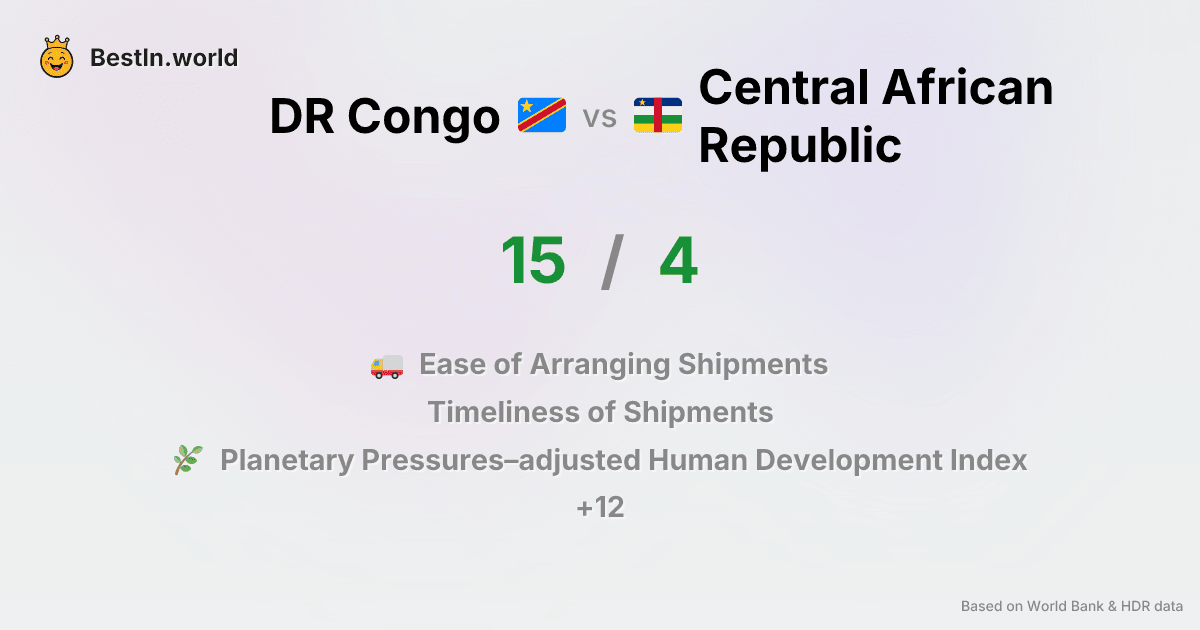 BestIn.world
DR Congo vs Central African
Republic
15 / 4
Ease of Arranging Shipments
Timeliness of Shipments
Planetary Pressures–adjusted Human Development Index
+12
Based on World Bank & HDR data